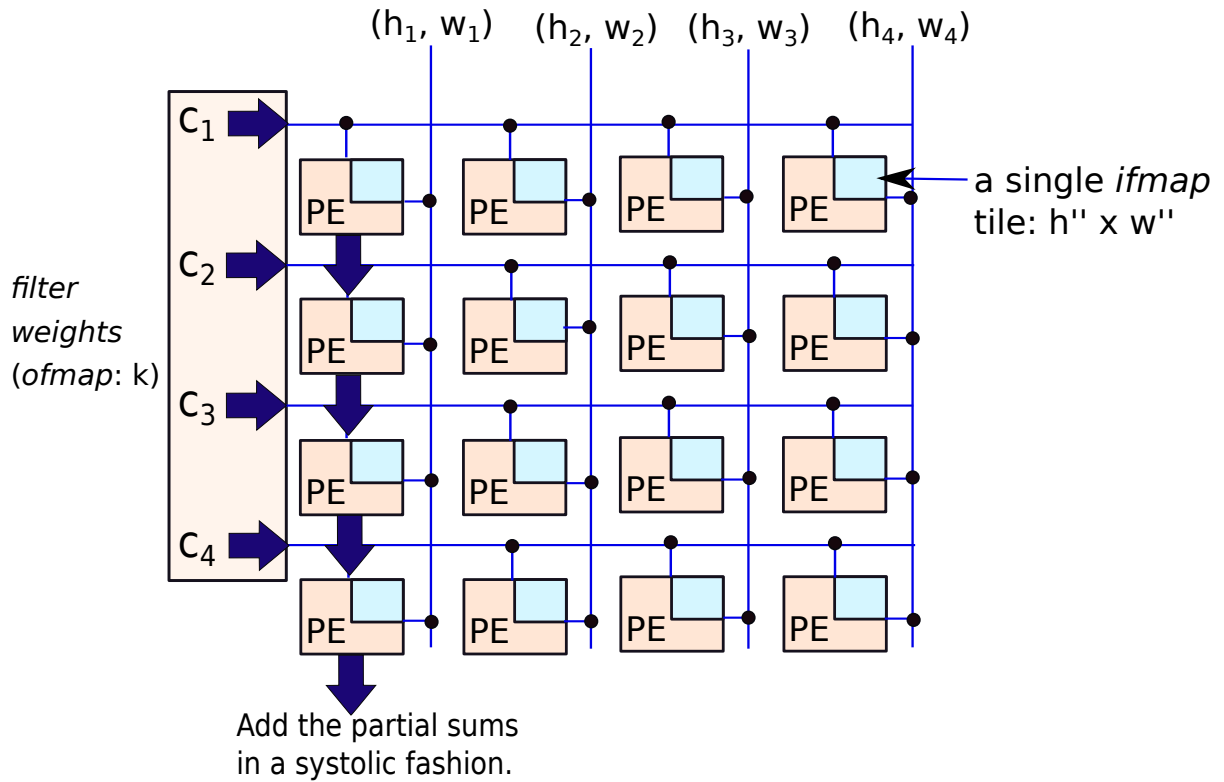 (h₁, w₁) (h₂, w₂) (h₃, w₃) (h₄, w₄)
C₁
PE PE PE PE
a single ifmap
tile: h'' x w''
C₂
filter
weights
(ofmap: k)
PE PE PE PE
C₃
PE PE PE PE
C₄
PE PE PE PE
Add the partial sums
in a systolic fashion.